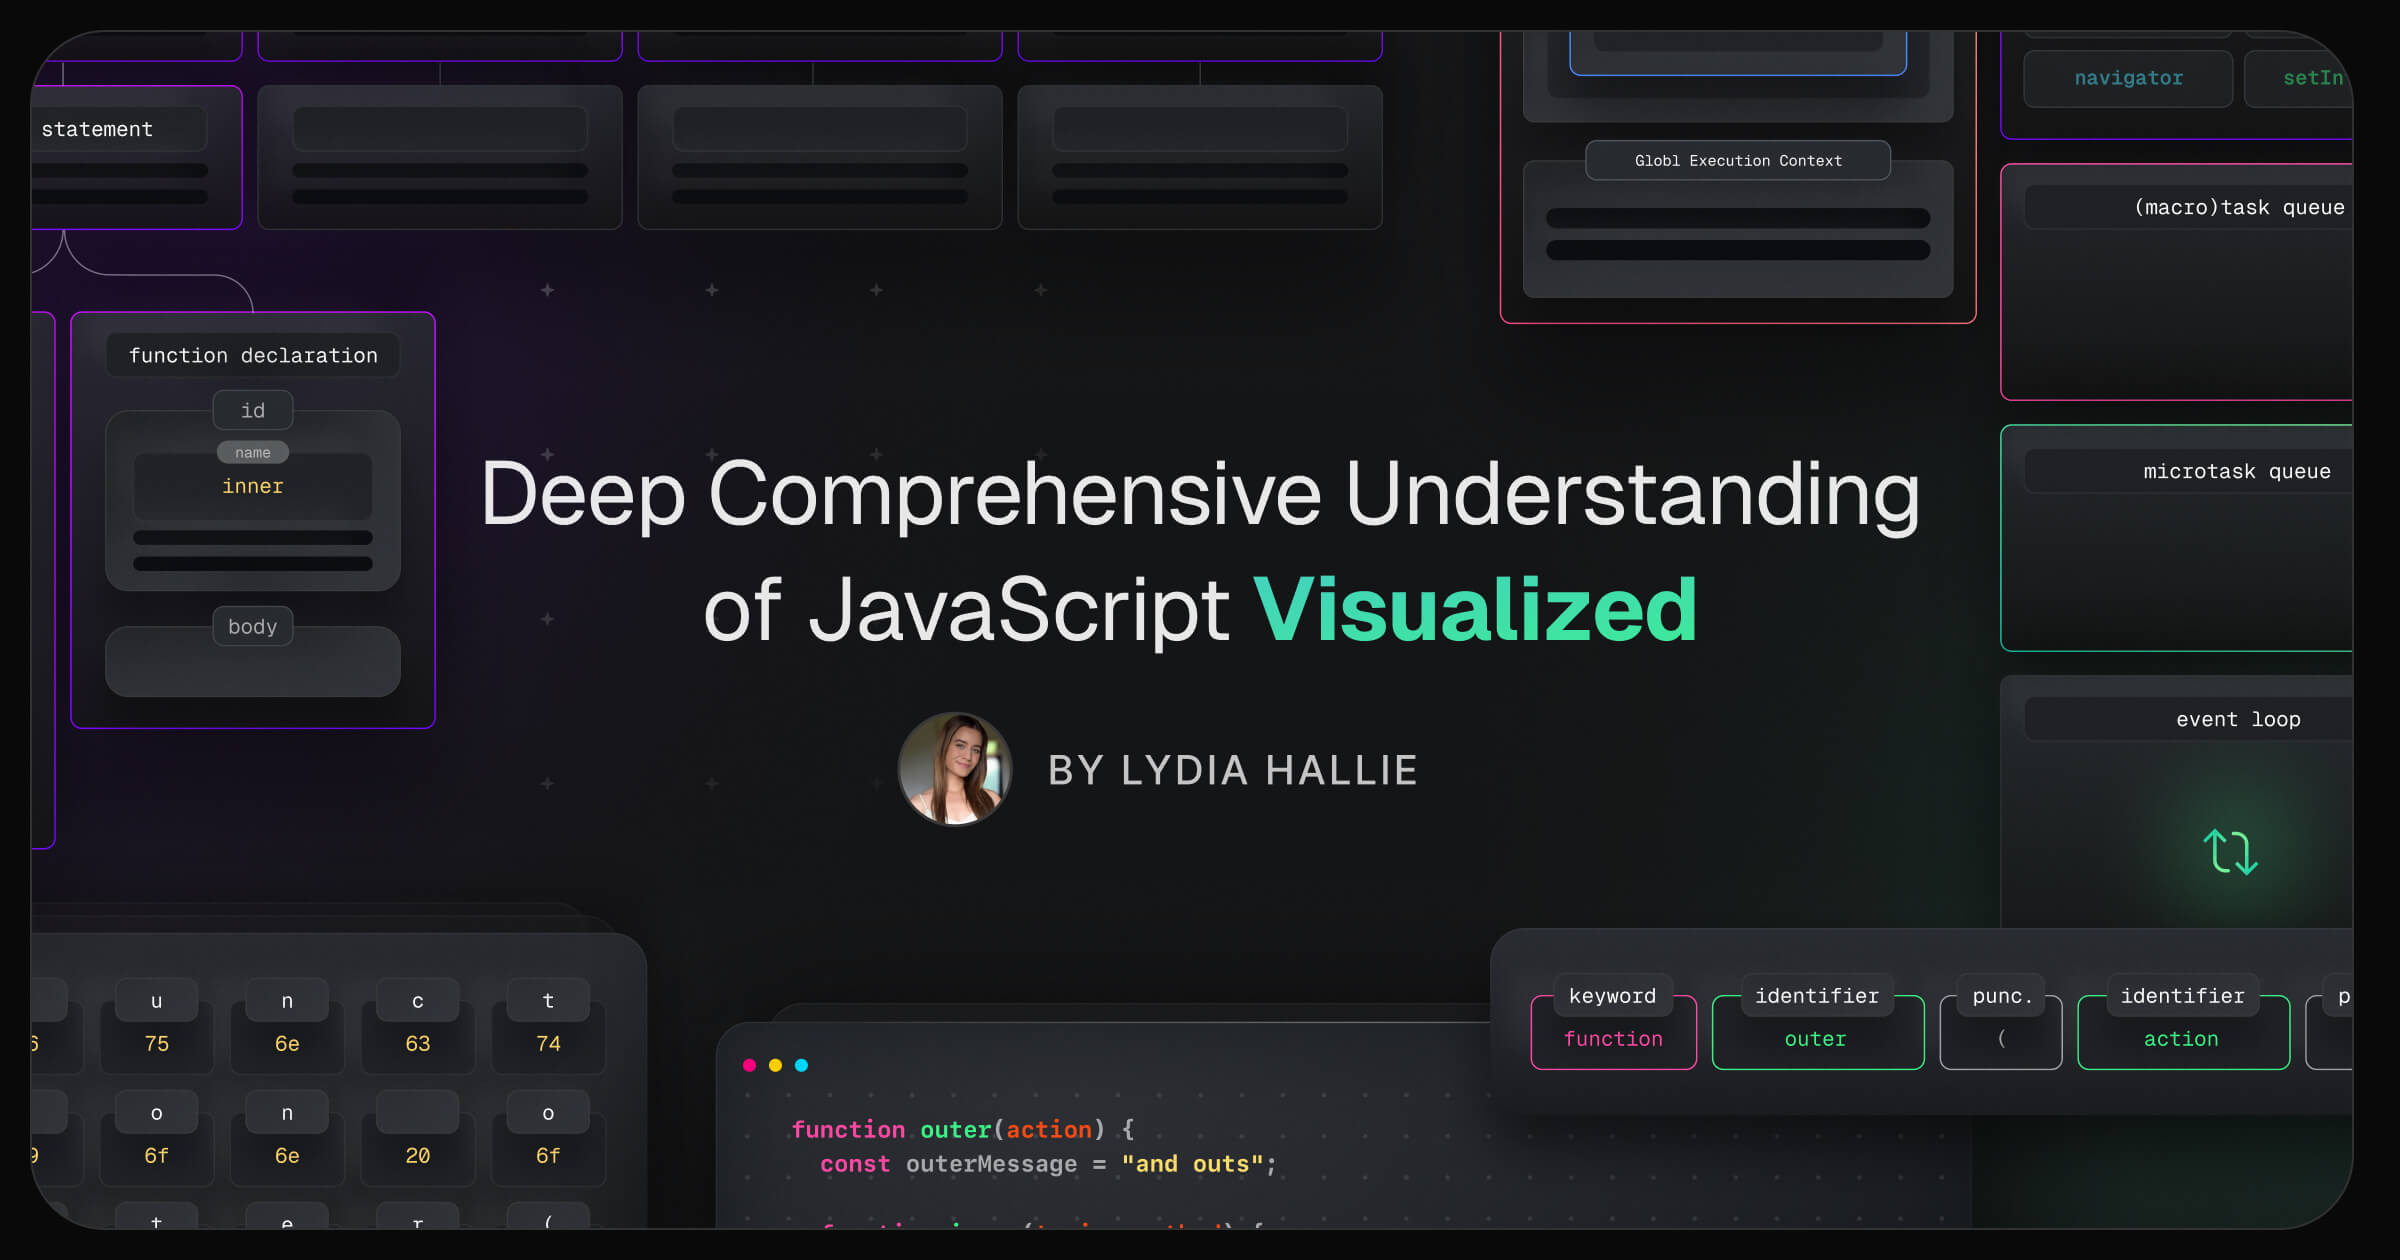 navigator
setIn
statement
Globl Execution Context
(macro)task queue
function declaration
id
name
inner
body
Deep Comprehensive Understanding
of JavaScript Visualized
BY LYDIA HALLIE
microtask queue
event loop
u n c t
75 6e 63 74
o n o
6f 6e 20 6f
t e r (
keyword identifier punc. identifier p
function outer ( action
function outer(action) {
const outerMessage = "and outs";